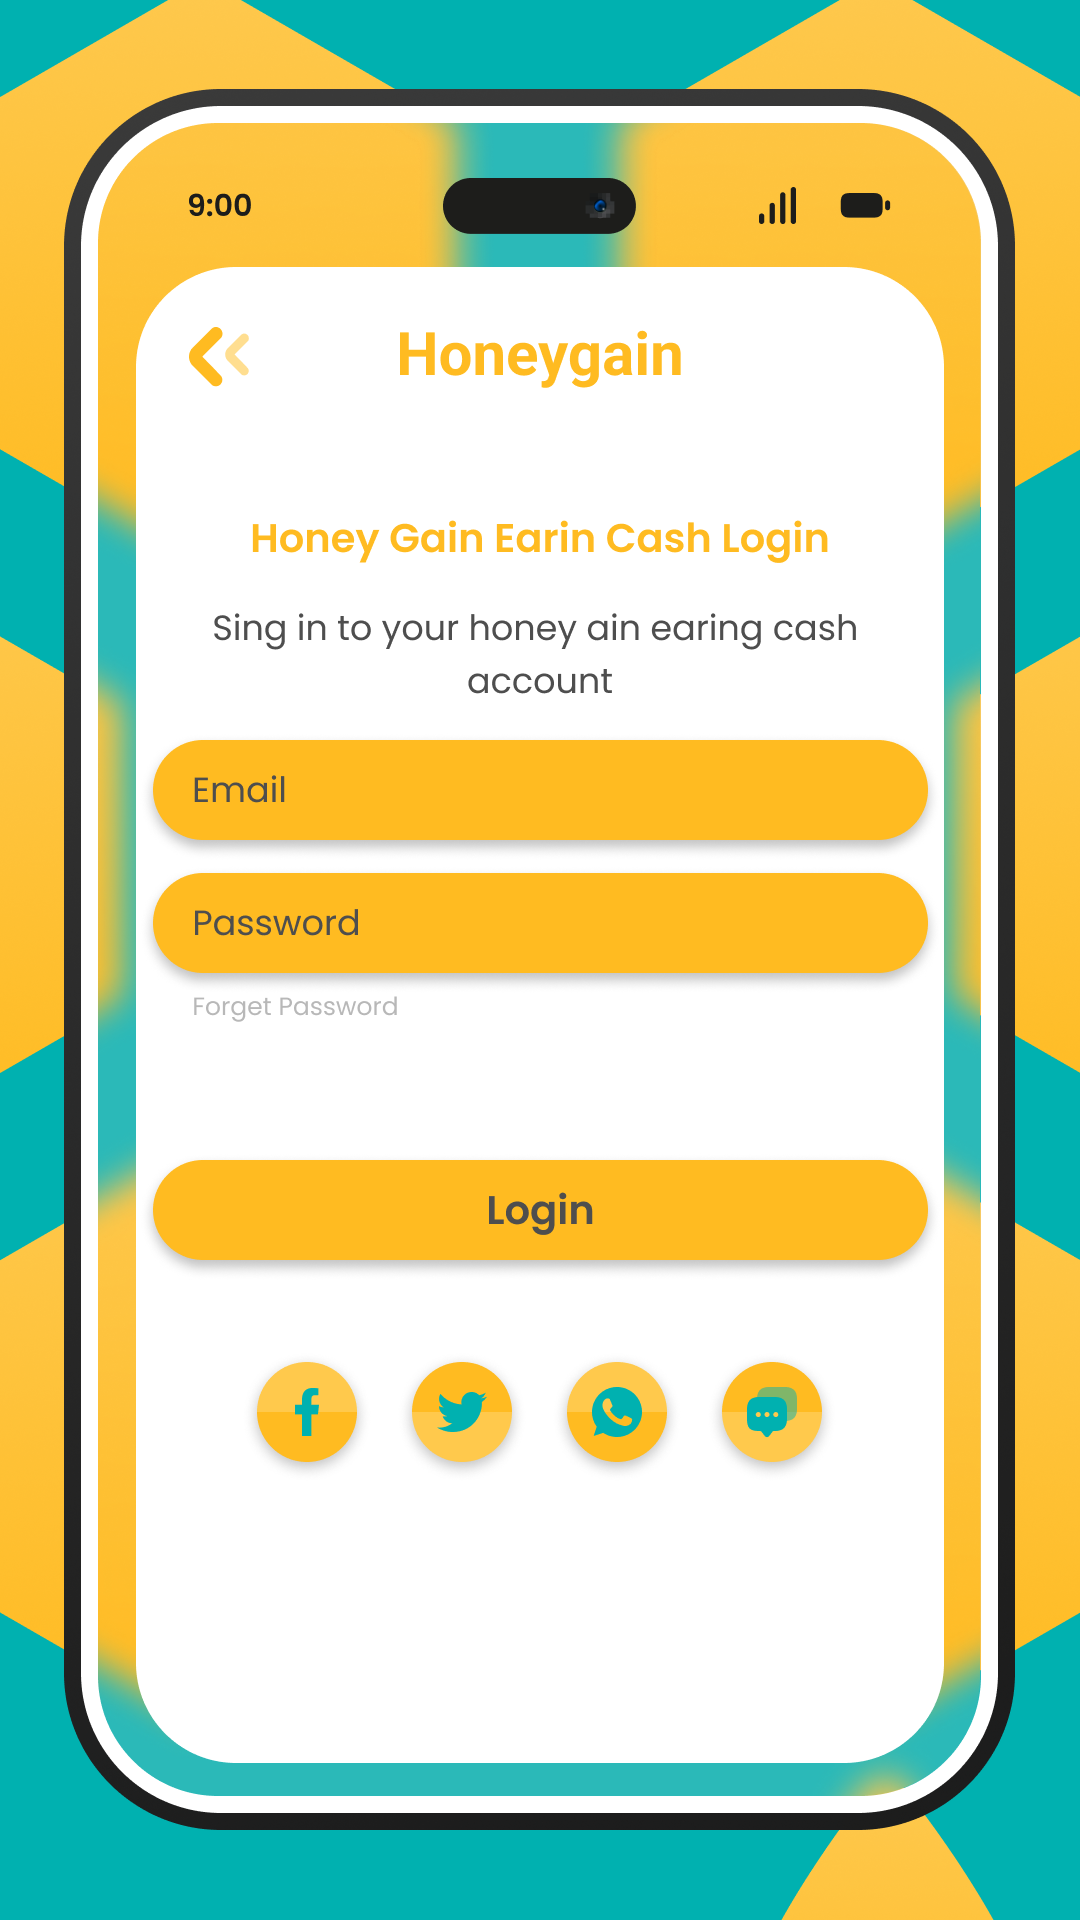 9:00
Honeygain
Honey Gain Earin Cash Login
Sing in to your honey ain earing cash
account
Email
Password
Forget Password
Login